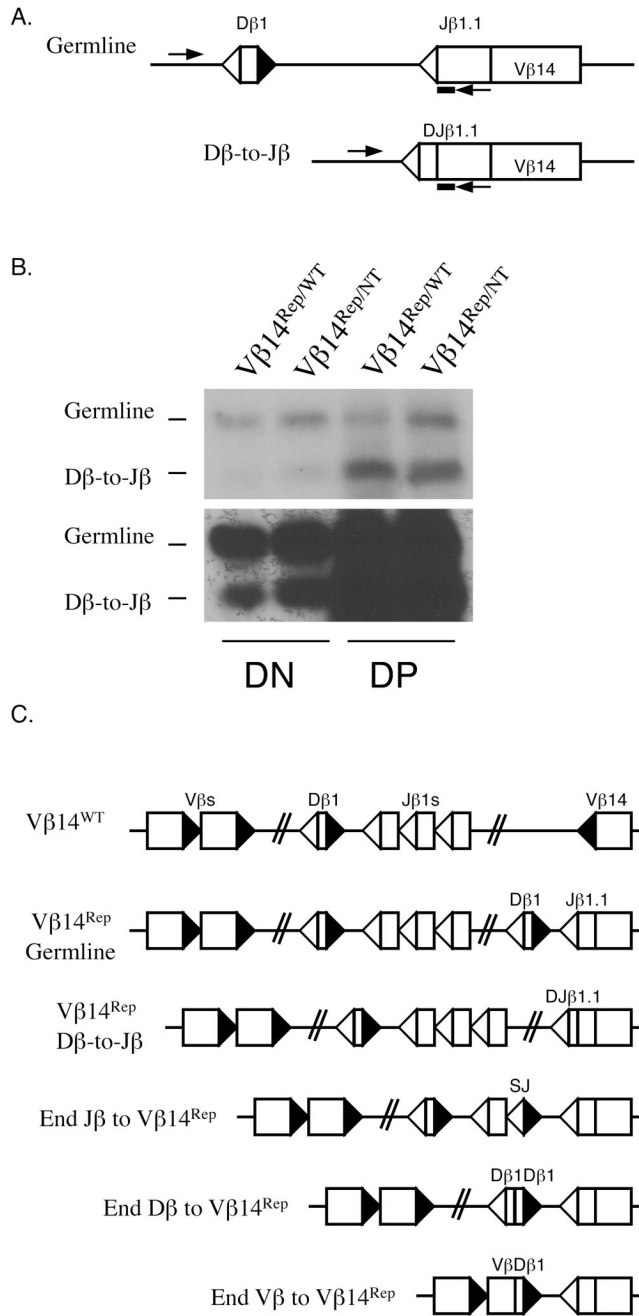 A.
Dβ1 Jβ1.1
Germline
Vβ14
DJβ1.1
Dβ-to-Jβ
Vβ14
B.
Vβ14Rep/WT Vβ14Rep/NT Vβ14Rep/WT Vβ14Rep/NT
Germline
Dβ-to-Jβ
Germline
Dβ-to-Jβ
DN DP
C.
Vβs Dβ1 Jβ1s Vβ14
Vβ14WT
Dβ1 Jβ1.1
Vβ14Rep
Germline
DJβ1.1
Vβ14Rep
Dβ-to-Jβ
SJ
End Jβ to Vβ14Rep
Dβ1Dβ1
End Dβ to Vβ14Rep
VβDβ1
End Vβ to Vβ14Rep